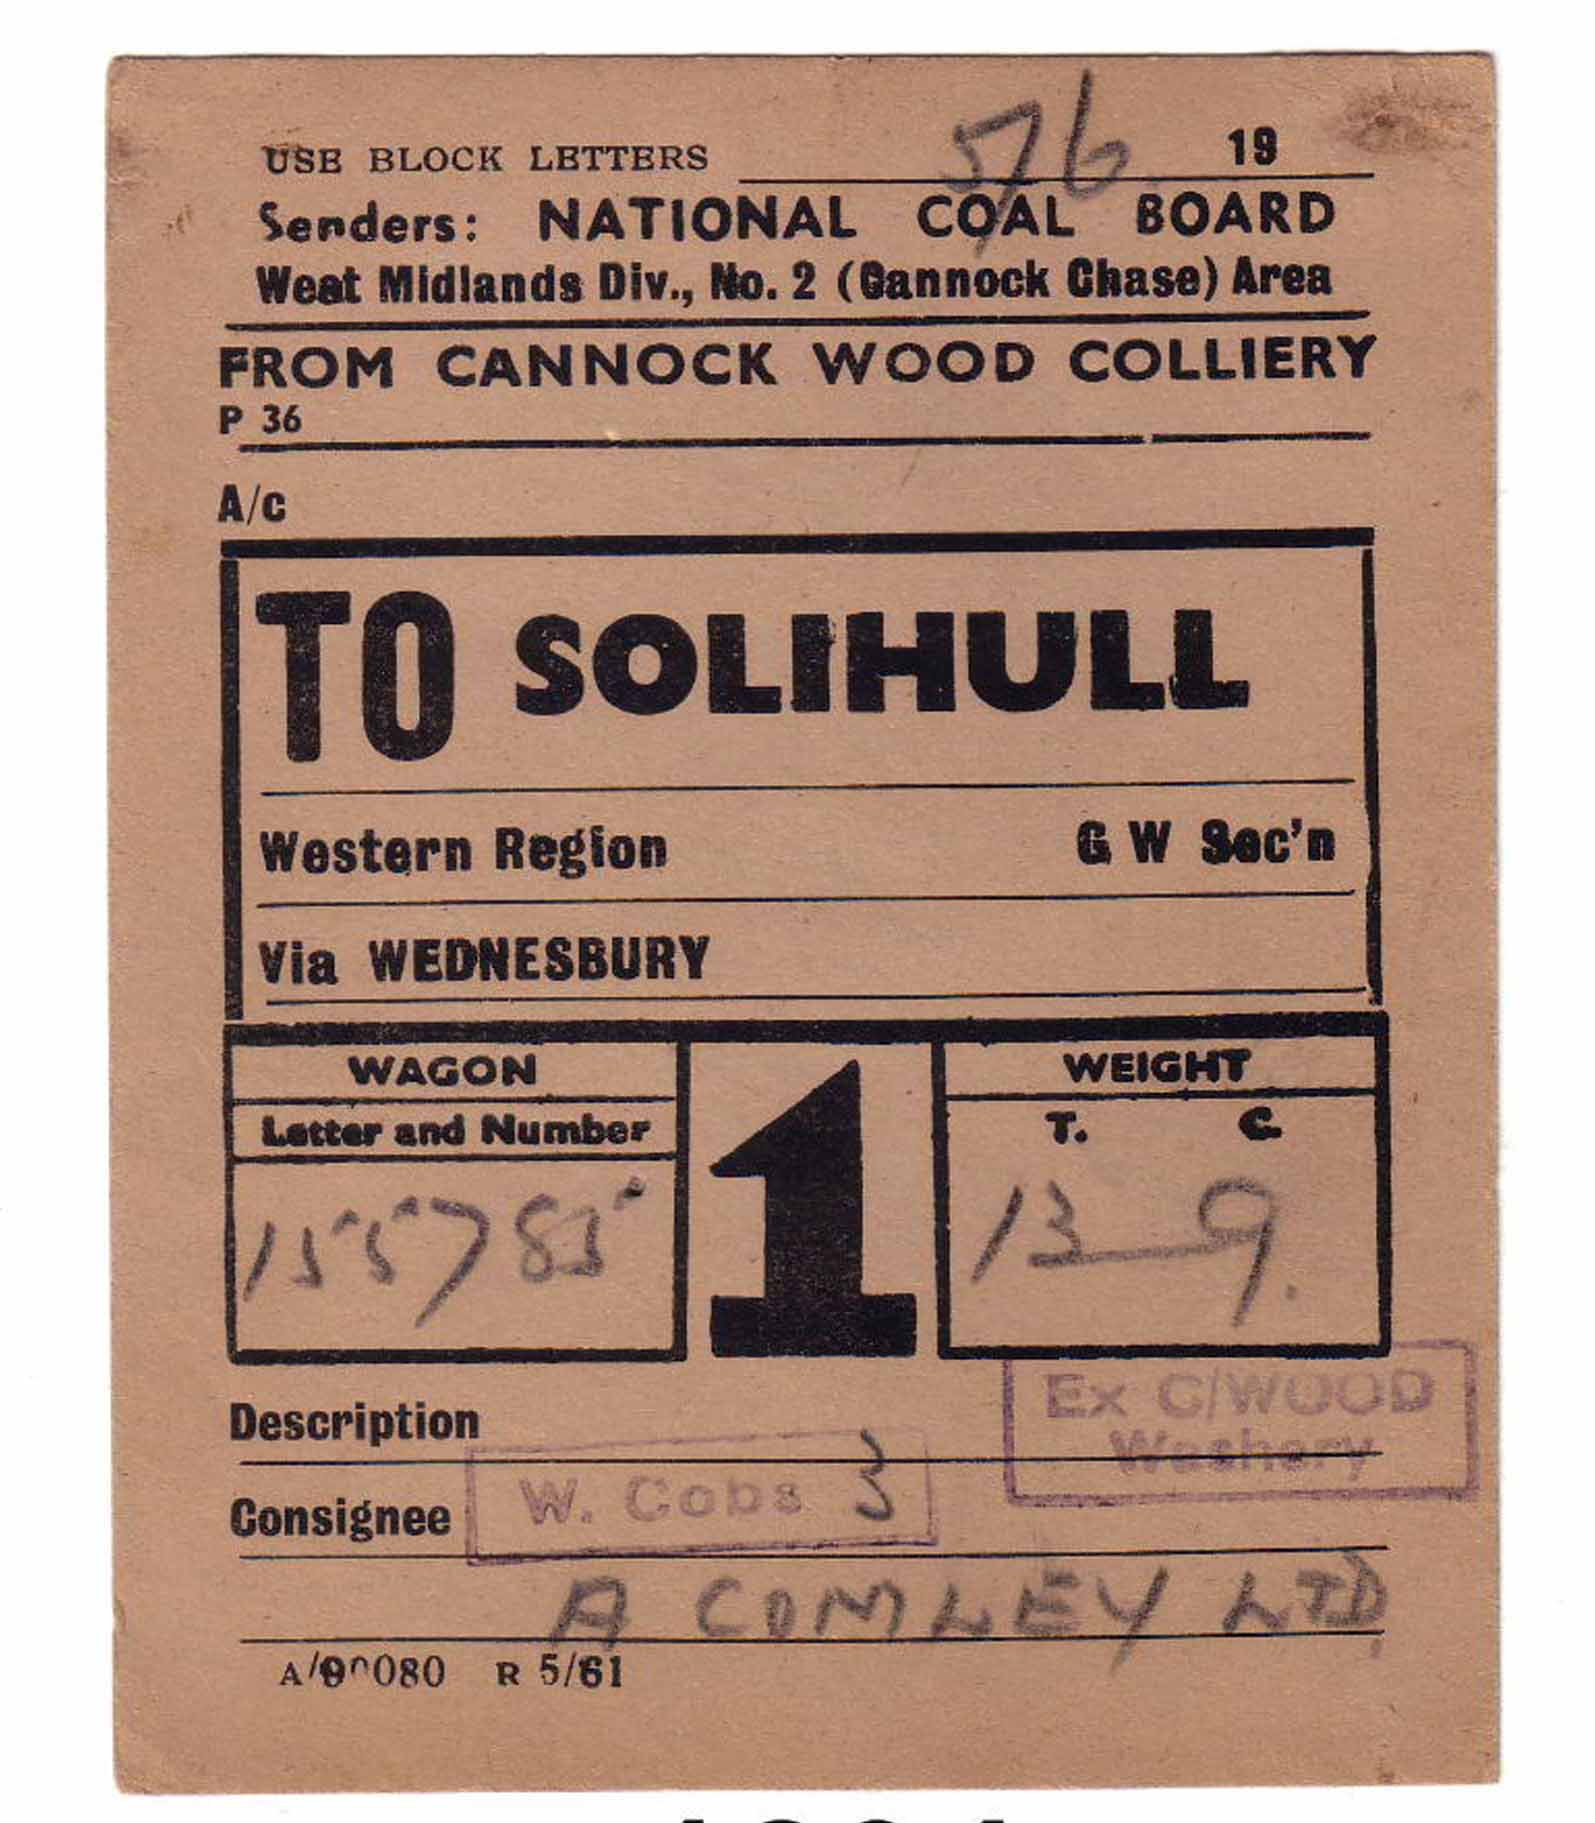 5/6
USE BLOCK LETTERS 19
Senders: NATIONAL COAL BOARD
West Midlands Div., No. 2 (Cannock Chase) Area
FROM CANNOCK WOOD COLLIERY
P 36
A/c
TO SOLIHULL
Western Region G W Sec'n
Via WEDNESBURY
WAGON 1 WEIGHT
Letter and Number T. C.
155785 13 9.
Ex C/WOOD
Washery
Description
W. Cobs 3
Consignee
A COMLEY LTD.
R 5/61